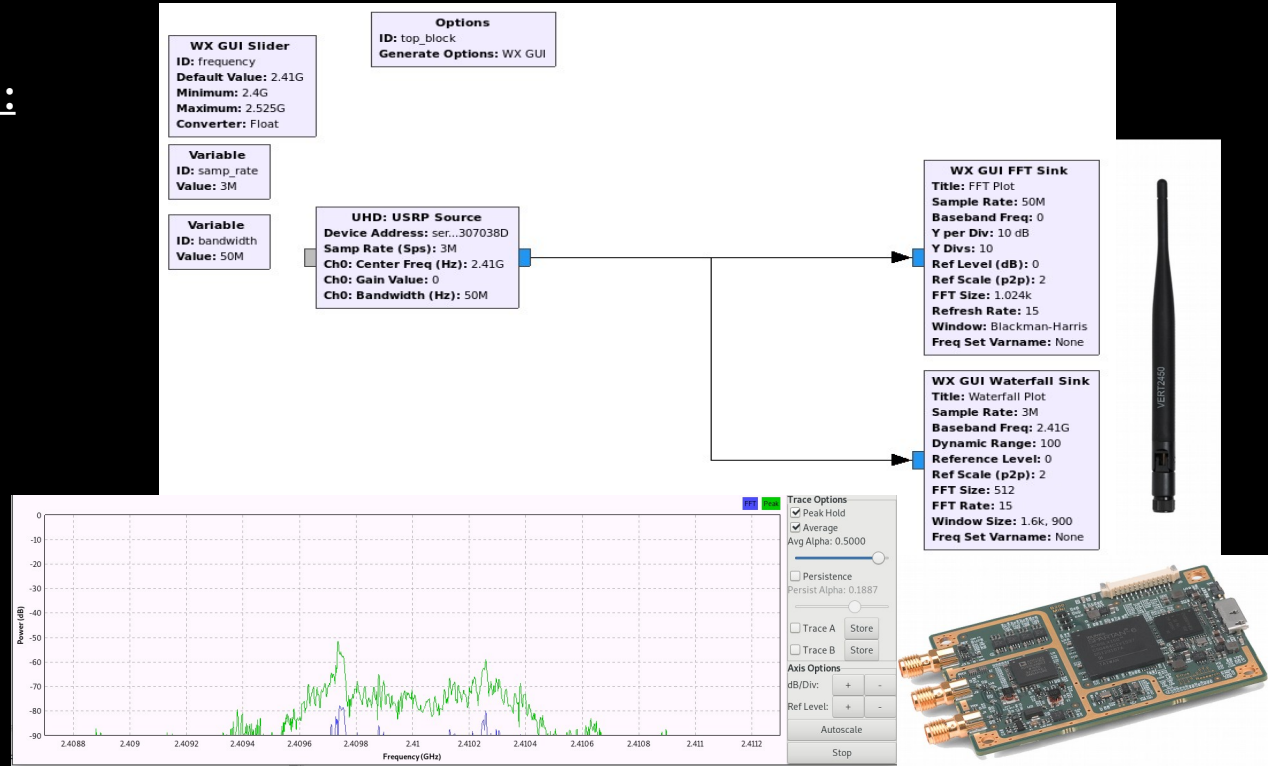 :
Options
ID: top_block
Generate Options: WX GUI
WX GUI Slider
ID: frequency
Default Value: 2.41G
Minimum: 2.4G
Maximum: 2.525G
Converter: Float
Variable
ID: samp_rate
Value: 3M
Variable
ID: bandwidth
Value: 50M
UHD: USRP Source
Device Address: ser...307038D
Samp Rate (Sps): 3M
Ch0: Center Freq (Hz): 2.41G
Ch0: Gain Value: 0
Ch0: Bandwidth (Hz): 50M
WX GUI FFT Sink
Title: FFT Plot
Sample Rate: 50M
Baseband Freq: 0
Y per Div: 10 dB
Y Divs: 10
Ref Level (dB): 0
Ref Scale (p2p): 2
FFT Size: 1.024k
Refresh Rate: 15
Window: Blackman-Harris
Freq Set Varname: None
WX GUI Waterfall Sink
Title: Waterfall Plot
Sample Rate: 3M
Baseband Freq: 2.41G
Dynamic Range: 100
Reference Level: 0
Ref Scale (p2p): 2
FFT Size: 512
FFT Rate: 15
Window Size: 1.6k, 900
Freq Set Varname: None
VERT2450
FFT Peak
0
-10
-20
-30
-40
-50
-60
-70
-80
-90
Power (dB)
2.4088 2.409 2.4092 2.4094 2.4096 2.4098 2.41 2.4102 2.4104 2.4106 2.4108 2.411 2.4112
Frequency (GHz)
Trace Options
Peak Hold
Average
Avg Alpha: 0.5000
Persistence
Persist Alpha: 0.1887
Trace A Store
Trace B Store
Axis Options
dB/Div: + -
Ref Level: + -
Autoscale
Stop